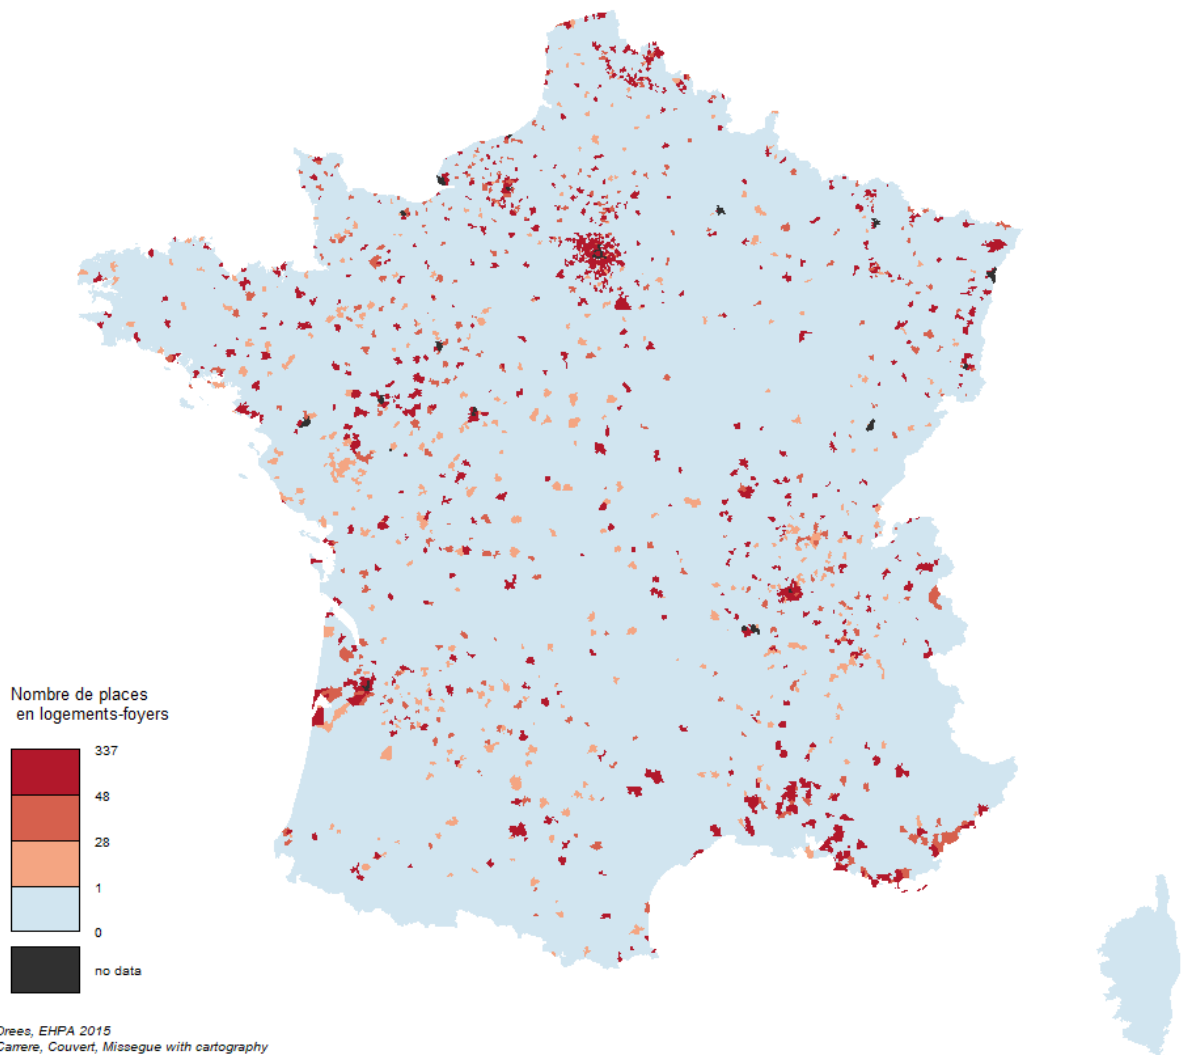 Nombre de places
en logements-foyers
337
48
28
1
0
no data
Drees, EHPA 2015
Carrere, Couvert, Missegue with cartography